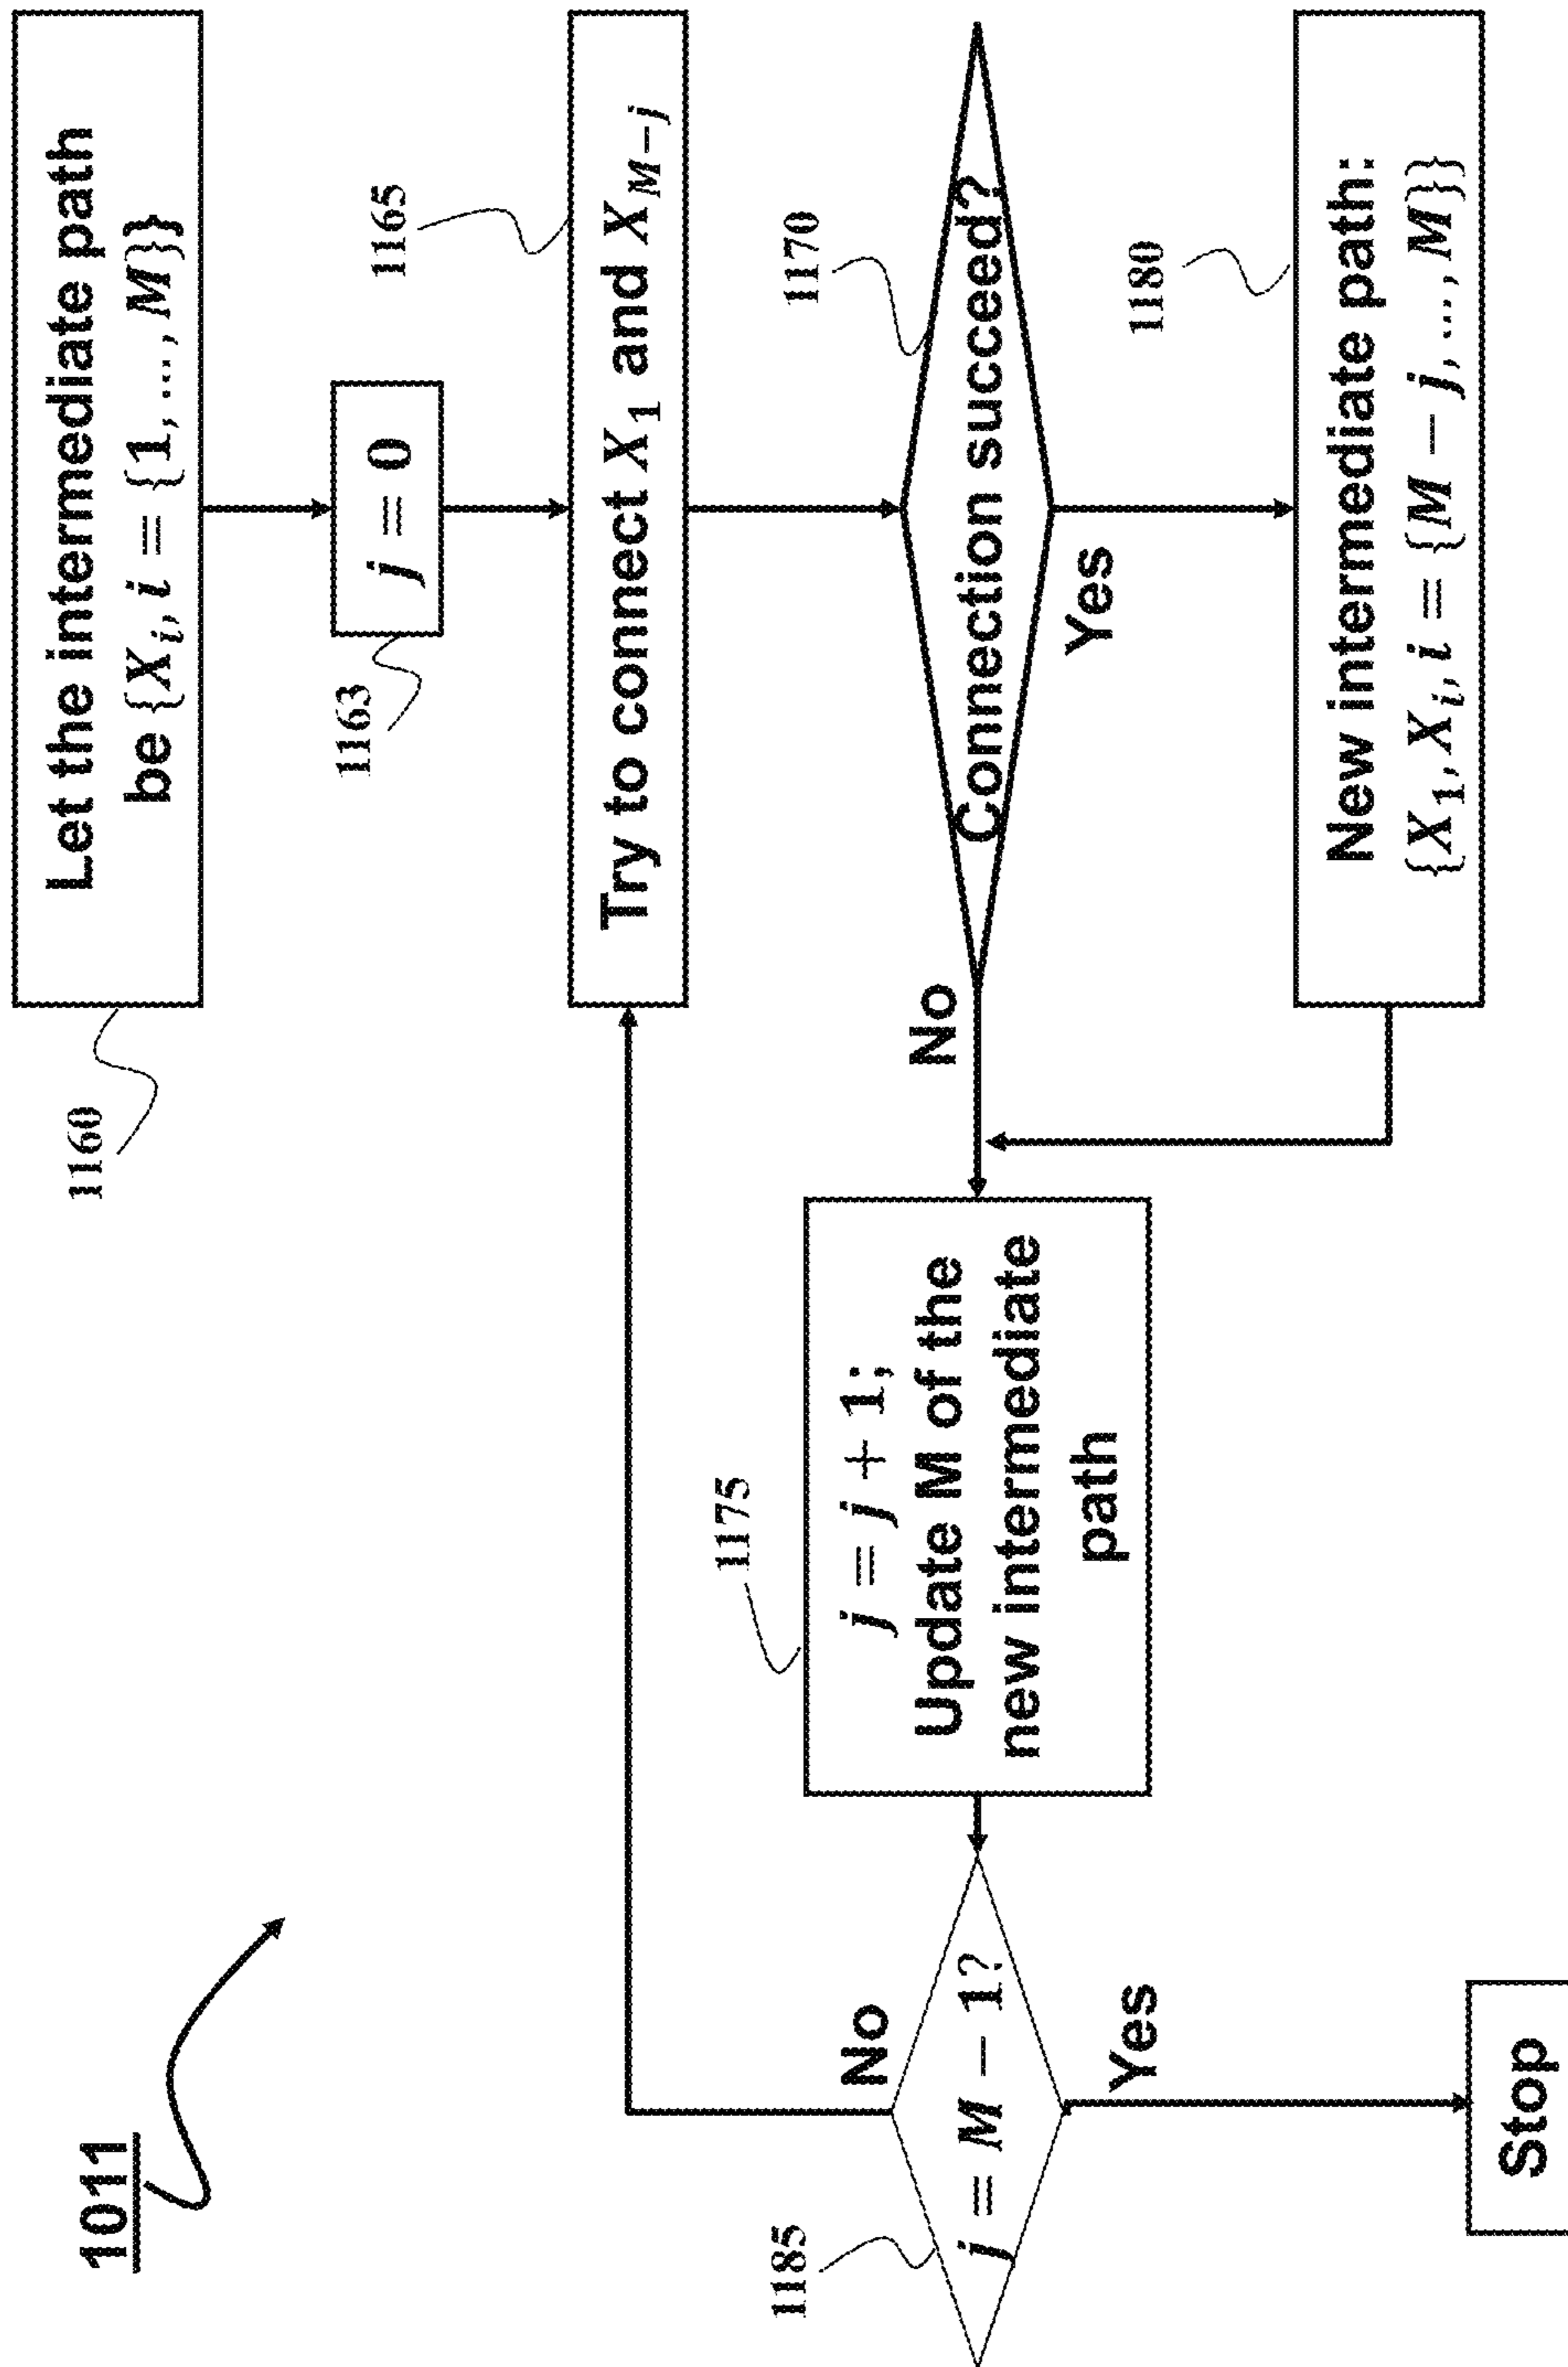 1011
1160
Let the intermediate path
be {X_i, i = {1, ..., M}}
1163
j = 0
1165
Try to connect X_1 and X_{M-j}
1170
Connection succeed?
No
Yes
1180
New intermediate path:
{X_1, X_i, i = {M − j, ..., M}}
1175
j = j + 1;
Update M of the
new intermediate
path
1185
j = M − 1?
No
Yes
Stop